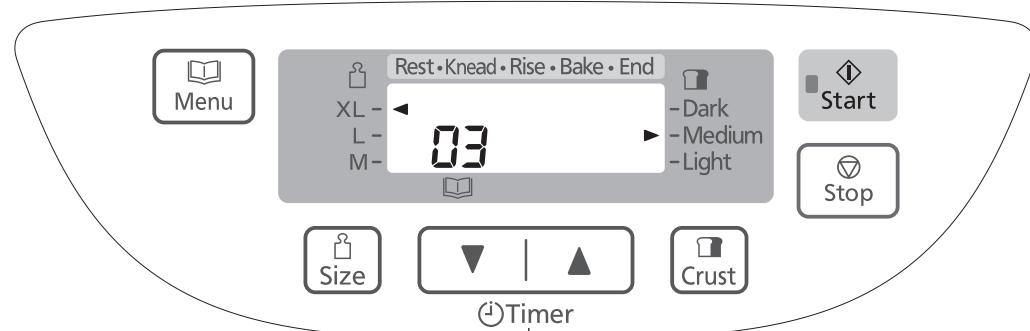 Menu
Rest • Knead • Rise • Bake • End
XL
L
M
03
Dark
Medium
Light
Start
Stop
Size
Crust
Timer